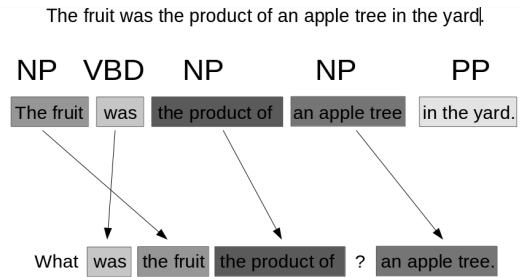 The fruit was the product of an apple tree in the yard.
NP VBD NP NP PP
The fruit was the product of an apple tree in the yard.
What was the fruit the product of ? an apple tree.